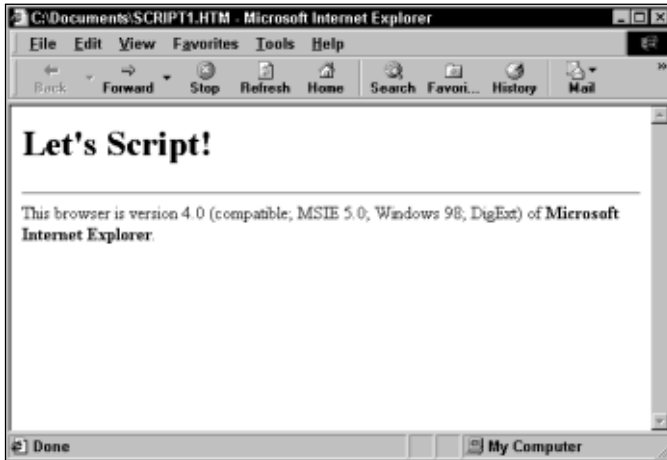 C:\Documents\SCRIPT1.HTM - Microsoft Internet Explorer
File Edit View Favorites Tools Help
Back Forward Stop Refresh Home Search Favori... History Mail
Let's Script!
This browser is version 4.0 (compatible; MSIE 5.0; Windows 98; DigExt) of Microsoft
Internet Explorer.
Done My Computer